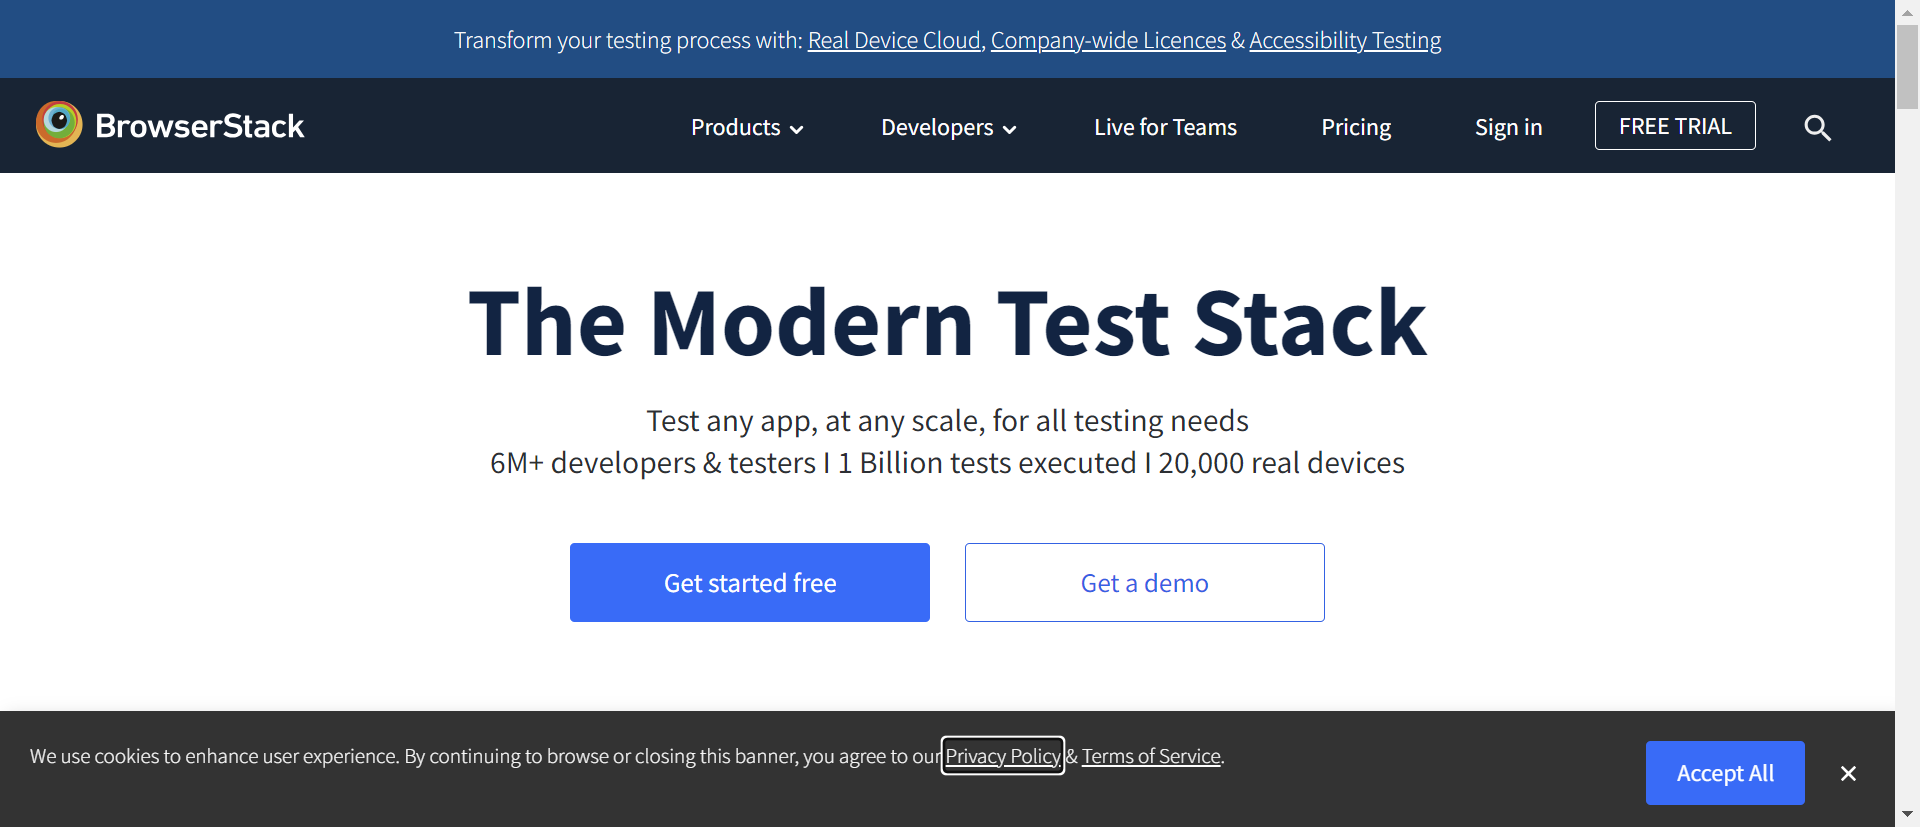 Transform your testing process with: Real Device Cloud, Company-wide Licences & Accessibility Testing
BrowserStack
Products
Developers
Live for Teams
Pricing
Sign in
FREE TRIAL
The Modern Test Stack
Test any app, at any scale, for all testing needs
6M+ developers & testers I 1 Billion tests executed I 20,000 real devices
Get started free
Get a demo
We use cookies to enhance user experience. By continuing to browse or closing this banner, you agree to our Privacy Policy & Terms of Service.
Accept All